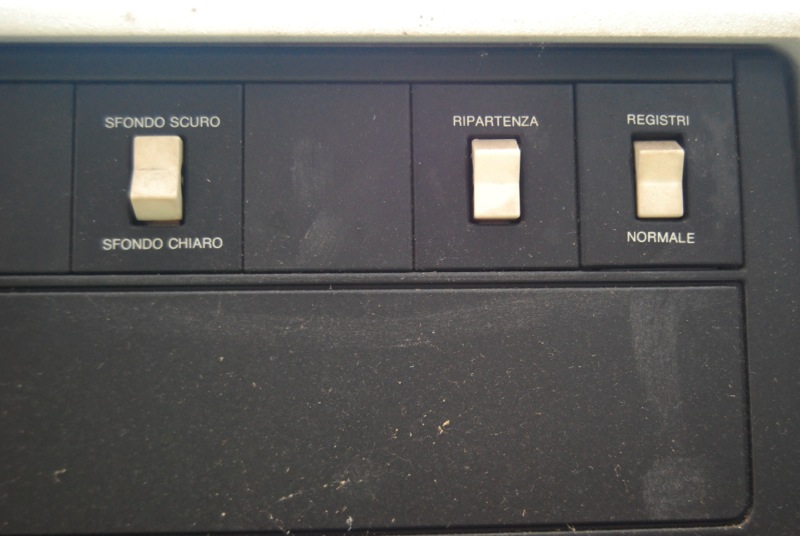 SFONDO SCURO
SFONDO CHIARO
RIPARTENZA
REGISTRI
NORMALE